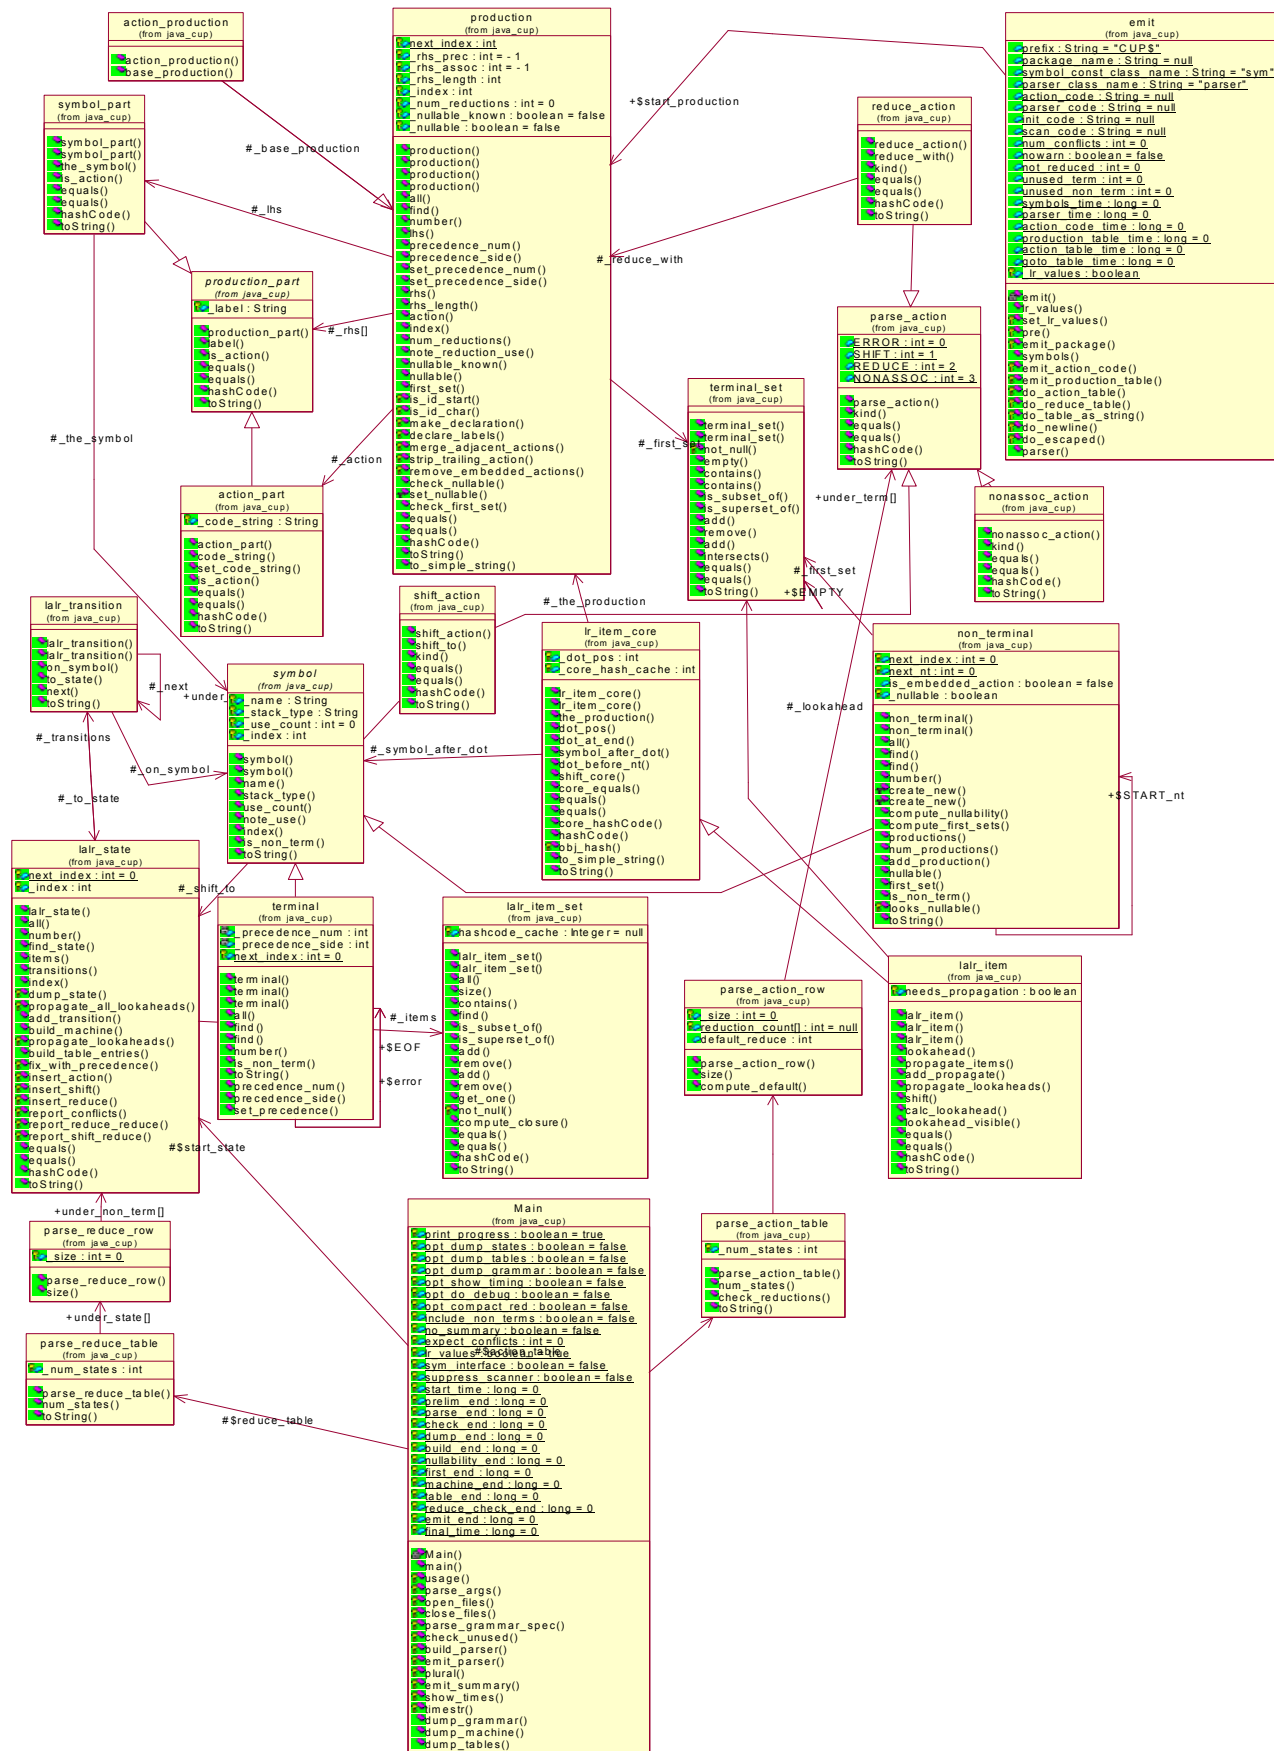 action_production
(from java_cup)
action_production()
base_production()
production
(from java_cup)
next_index : int
_rhs_prec : int = - 1
_rhs_assoc : int = - 1
_rhs_length : int
_index : int
_num_reductions : int = 0
_nullable_known : boolean = false
_nullable : boolean = false
production()
production()
production()
production()
all()
find()
number()
lhs()
precedence_num()
precedence_side()
set_precedence_num()
set_precedence_side()
rhs()
rhs_length()
action()
index()
num_reductions()
note_reduction_use()
nullable_known()
nullable()
first_set()
is_id_start()
is_id_char()
make_declaration()
declare_labels()
merge_adjacent_actions()
strip_trailing_action()
remove_embedded_actions()
check_nullable()
set_nullable()
check_first_set()
equals()
equals()
hashCode()
toString()
to_simple_string()
emit
(from java_cup)
prefix : String = "CUP$"
package_name : String = null
symbol_const_class_name : String = "sym"
parser_class_name : String = "parser"
action_code : String = null
parser_code : String = null
init_code : String = null
scan_code : String = null
num_conflicts : int = 0
nowarn : boolean = false
not_reduced : int = 0
unused_term : int = 0
unused_non_term : int = 0
symbols_time : long = 0
parser_time : long = 0
action_code_time : long = 0
production_table_time : long = 0
action_table_time : long = 0
goto_table_time : long = 0
_lr_values : boolean
emit()
lr_values()
set_lr_values()
pre()
emit_package()
symbols()
emit_action_code()
emit_production_table()
do_action_table()
do_reduce_table()
do_table_as_string()
do_newline()
do_escaped()
parser()
symbol_part
(from java_cup)
symbol_part()
symbol_part()
the_symbol()
is_action()
equals()
equals()
hashCode()
toString()
reduce_action
(from java_cup)
reduce_action()
reduce_with()
kind()
equals()
equals()
hashCode()
toString()
+$start_production
#_base_production
#_lhs
#_reduce_with
production_part
(from java_cup)
_label : String
production_part()
label()
is_action()
equals()
equals()
hashCode()
toString()
#_rhs[]
parse_action
(from java_cup)
ERROR : int = 0
SHIFT : int = 1
REDUCE : int = 2
NONASSOC : int = 3
parse_action()
kind()
equals()
equals()
hashCode()
toString()
terminal_set
(from java_cup)
terminal_set()
terminal_set()
not_null()
empty()
contains()
contains()
is_subset_of()
is_superset_of()
add()
remove()
add()
intersects()
equals()
equals()
toString()
#_the_symbol
#_action
#_first_set
+under_term[]
action_part
(from java_cup)
_code_string : String
action_part()
code_string()
set_code_string()
is_action()
equals()
equals()
hashCode()
toString()
nonassoc_action
(from java_cup)
nonassoc_action()
kind()
equals()
equals()
hashCode()
toString()
#_first_set
+$EMPTY
lalr_transition
(from java_cup)
lalr_transition()
lalr_transition()
on_symbol()
to_state()
next()
toString()
#_next
shift_action
(from java_cup)
shift_action()
shift_to()
kind()
equals()
equals()
hashCode()
toString()
#_the_production
lr_item_core
(from java_cup)
_dot_pos : int
_core_hash_cache : int
lr_item_core()
lr_item_core()
the_production()
dot_pos()
dot_at_end()
symbol_after_dot()
dot_before_nt()
shift_core()
core_equals()
equals()
equals()
core_hashCode()
hashCode()
obj_hash()
to_simple_string()
toString()
non_terminal
(from java_cup)
next_index : int = 0
next_nt : int = 0
is_embedded_action : boolean = false
_nullable : boolean
non_terminal()
non_terminal()
all()
find()
find()
number()
create_new()
create_new()
compute_nullability()
compute_first_sets()
productions()
num_productions()
add_production()
nullable()
first_set()
is_non_term()
looks_nullable()
toString()
symbol
(from java_cup)
_name : String
_stack_type : String
_use_count : int = 0
_index : int
symbol()
symbol()
name()
stack_type()
use_count()
note_use()
index()
is_non_term()
toString()
+under_
#_transitions
#_on_symbol
#_to_state
#_symbol_after_dot
#_lookahead
+$START_nt
lalr_state
(from java_cup)
next_index : int = 0
_index : int
lalr_state()
all()
number()
find_state()
items()
transitions()
index()
dump_state()
propagate_all_lookaheads()
add_transition()
build_machine()
propagate_lookaheads()
build_table_entries()
fix_with_precedence()
insert_action()
insert_shift()
insert_reduce()
report_conflicts()
report_reduce_reduce()
report_shift_reduce()
equals()
equals()
hashCode()
toString()
#_shift_to
terminal
(from java_cup)
_precedence_num : int
_precedence_side : int
next_index : int = 0
terminal()
terminal()
terminal()
all()
find()
find()
number()
is_non_term()
toString()
precedence_num()
precedence_side()
set_precedence()
#_items
+$EOF
+$error
lalr_item_set
(from java_cup)
hashcode_cache : Integer = null
lalr_item_set()
lalr_item_set()
all()
size()
contains()
find()
is_subset_of()
is_superset_of()
add()
remove()
add()
remove()
get_one()
not_null()
compute_closure()
equals()
equals()
hashCode()
toString()
parse_action_row
(from java_cup)
_size : int = 0
reduction_count[] : int = null
default_reduce : int
parse_action_row()
size()
compute_default()
lalr_item
(from java_cup)
needs_propagation : boolean
lalr_item()
lalr_item()
lalr_item()
lookahead()
propagate_items()
add_propagate()
propagate_lookaheads()
shift()
calc_lookahead()
lookahead_visible()
equals()
equals()
hashCode()
toString()
#$start_state
+under_non_term[]
parse_reduce_row
(from java_cup)
_size : int = 0
parse_reduce_row()
size()
+under_state[]
parse_reduce_table
(from java_cup)
_num_states : int
parse_reduce_table()
num_states()
toString()
#$reduce_table
Main
(from java_cup)
print_progress : boolean = true
opt_dump_states : boolean = false
opt_dump_tables : boolean = false
opt_dump_grammar : boolean = false
opt_show_timing : boolean = false
opt_do_debug : boolean = false
opt_compact_red : boolean = false
include_non_terms : boolean = false
no_summary : boolean = false
expect_conflicts : int = 0
lr_values : boolean = true
#$action_table
sym_interface : boolean = false
suppress_scanner : boolean = false
start_time : long = 0
prelim_end : long = 0
parse_end : long = 0
check_end : long = 0
dump_end : long = 0
build_end : long = 0
nullability_end : long = 0
first_end : long = 0
machine_end : long = 0
table_end : long = 0
reduce_check_end : long = 0
emit_end : long = 0
final_time : long = 0
Main()
main()
usage()
parse_args()
open_files()
close_files()
parse_grammar_spec()
check_unused()
build_parser()
emit_parser()
plural()
emit_summary()
show_times()
timestr()
dump_grammar()
dump_machine()
dump_tables()
parse_action_table
(from java_cup)
_num_states : int
parse_action_table()
num_states()
check_reductions()
toString()